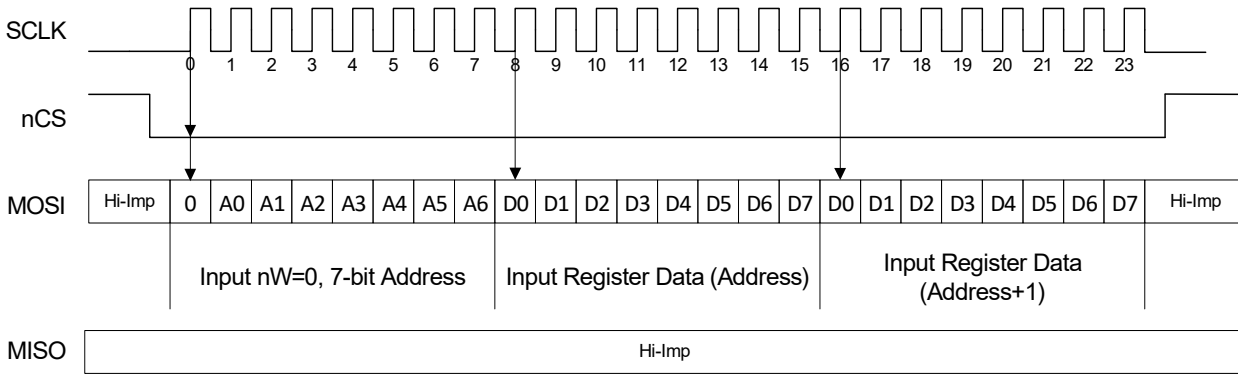 SCLK
0 1 2 3 4 5 6 7 8 9 10 11 12 13 14 15 16 17 18 19 20 21 22 23
nCS
MOSI Hi-Imp 0 A0 A1 A2 A3 A4 A5 A6 D0 D1 D2 D3 D4 D5 D6 D7 D0 D1 D2 D3 D4 D5 D6 D7 Hi-Imp
Input nW=0, 7-bit Address
Input Register Data (Address)
Input Register Data
(Address+1)
MISO Hi-Imp